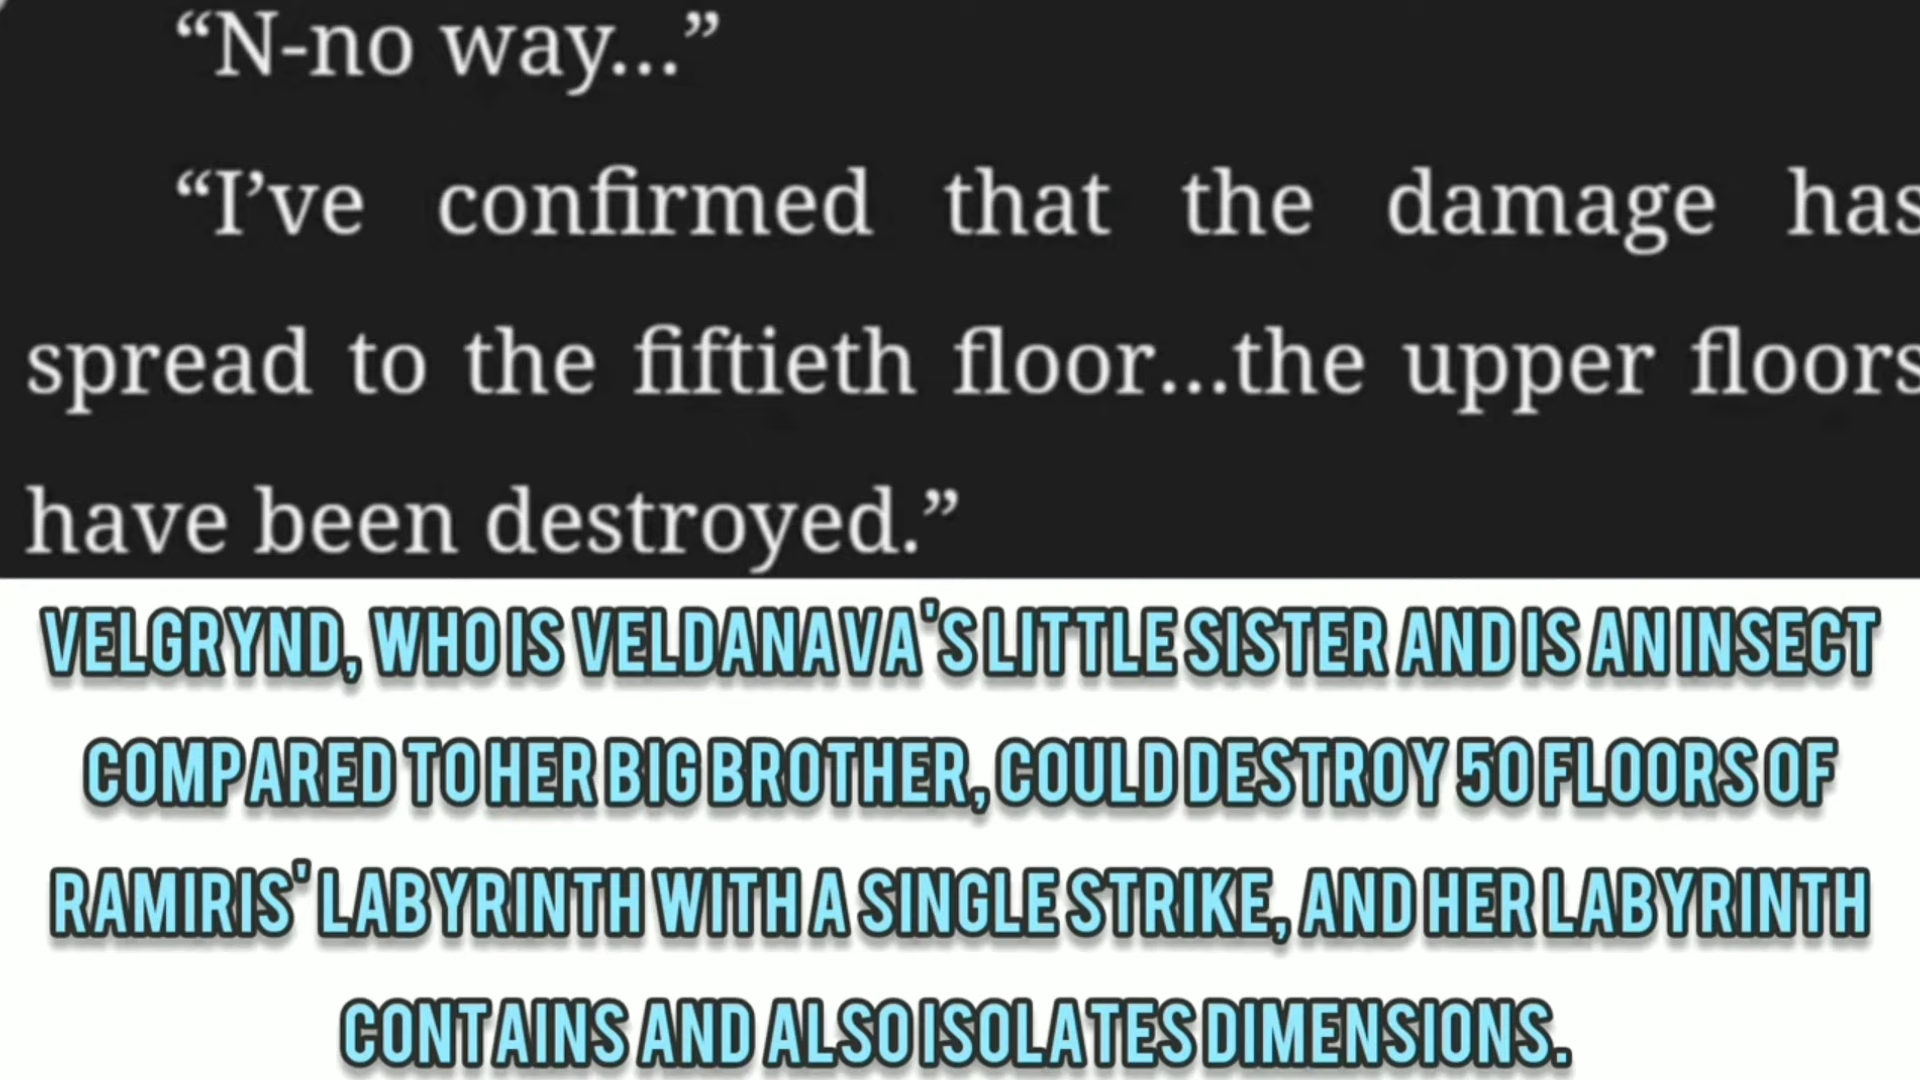 “N-no way...”
“I’ve confirmed that the damage has
spread to the fiftieth floor...the upper floors
have been destroyed.”
VELGRYND, WHO IS VELDANAVA'S LITTLE SISTER AND IS AN INSECT
COMPARED TO HER BIG BROTHER, COULD DESTROY 50 FLOORS OF
RAMIRIS' LABYRINTH WITH A SINGLE STRIKE, AND HER LABYRINTH
CONTAINS AND ALSO ISOLATES DIMENSIONS.